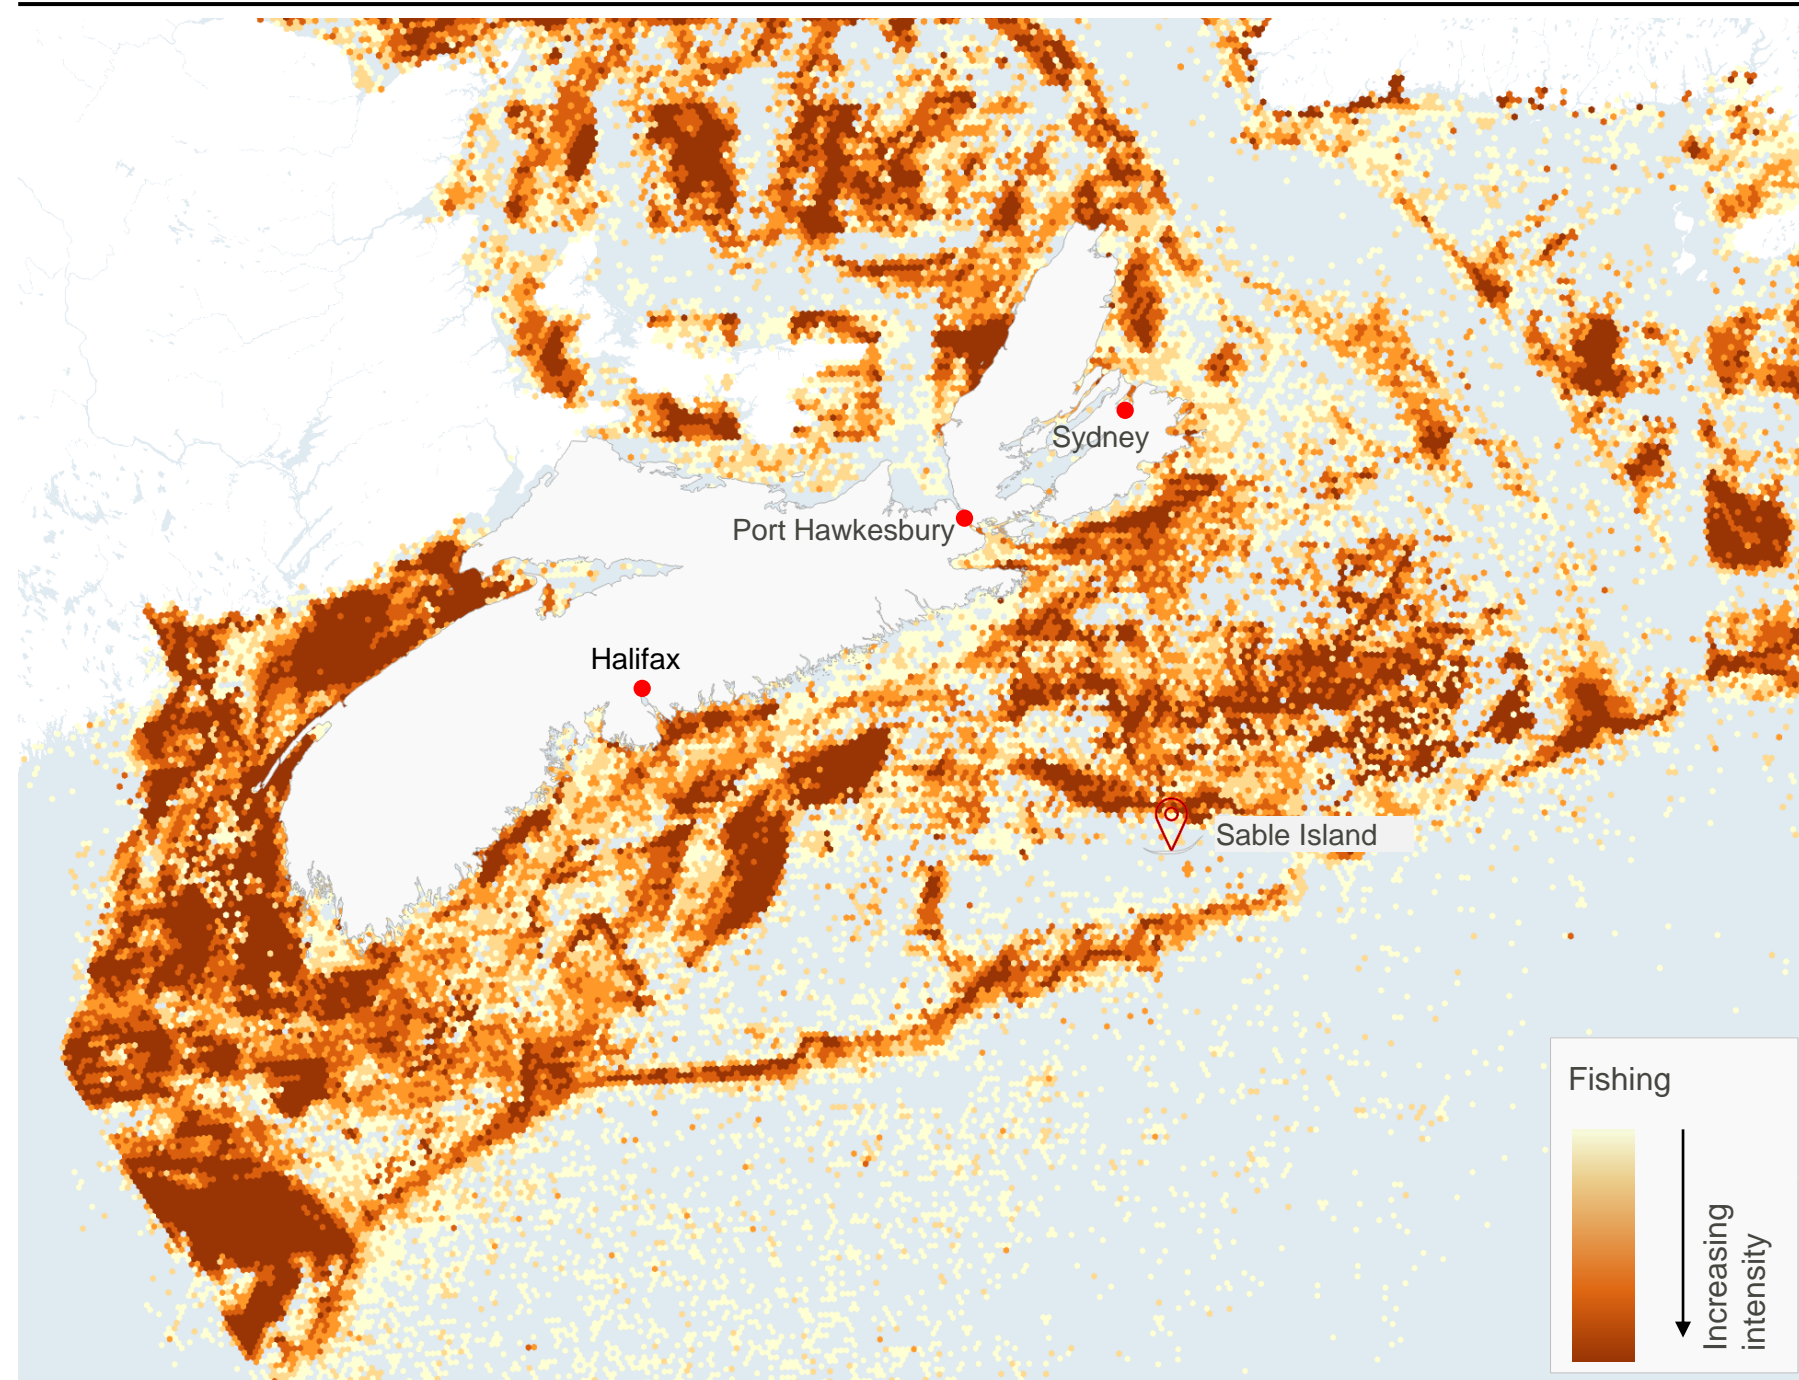 Sydney
Port Hawkesbury
Halifax
Sable Island
Fishing
Increasing
intensity